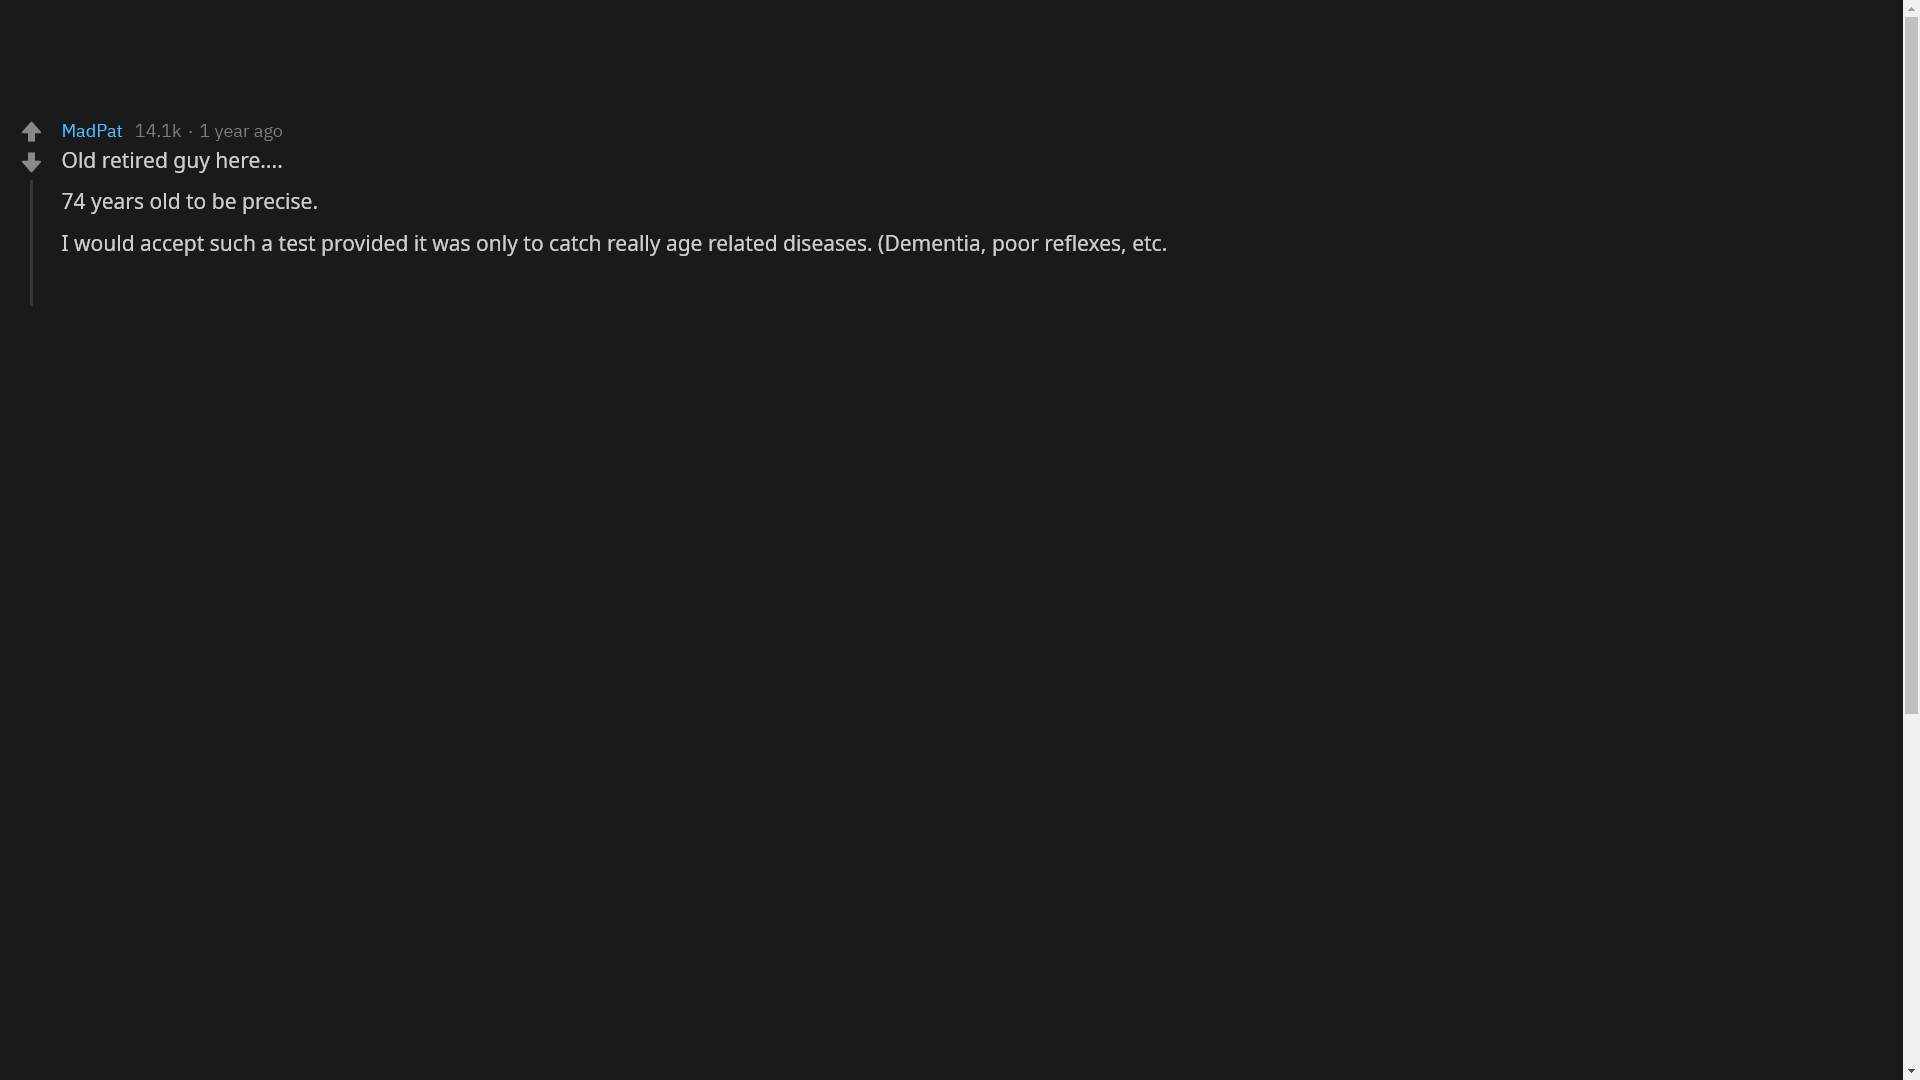 MadPat 14.1k · 1 year ago
Old retired guy here....
74 years old to be precise.
I would accept such a test provided it was only to catch really age related diseases. (Dementia, poor reflexes, etc.